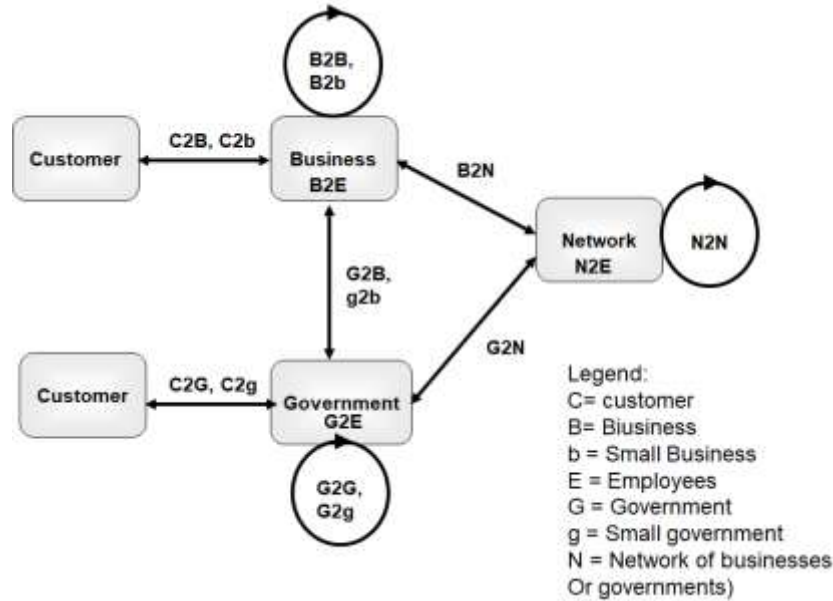 B2B,
B2b
Customer
C2B, C2b
Business
B2E
B2N
Network
N2E
N2N
G2B,
g2b
G2N
Customer
C2G, C2g
Government
G2E
G2G,
G2g
Legend:
C= customer
B= Biusiness
b = Small Business
E = Employees
G = Government
g = Small government
N = Network of businesses
Or governments)